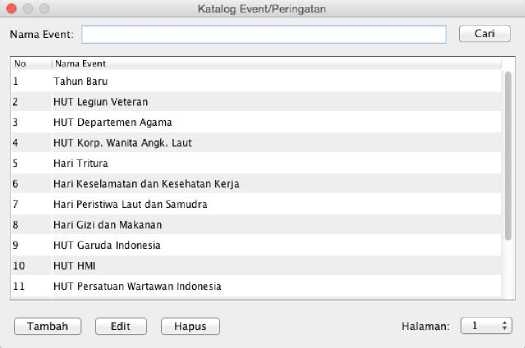 Katalog Event/Peringatan
Nama Event: Cari
No Nama Event
1 Tahun Baru
2 HUT Legiun Veteran
3 HUT Departemen Agama
4 HUT Korp. Wanita Angk. Laut
5 Hari Tritura
6 Hari Keselamatan dan Kesehatan Kerja
7 Hari Peristiwa Laut dan Samudra
8 Hari Gizi dan Makanan
9 HUT Garuda Indonesia
10 HUT HMI
11 HUT Persatuan Wartawan Indonesia
Tambah Edit Hapus Halaman: 1